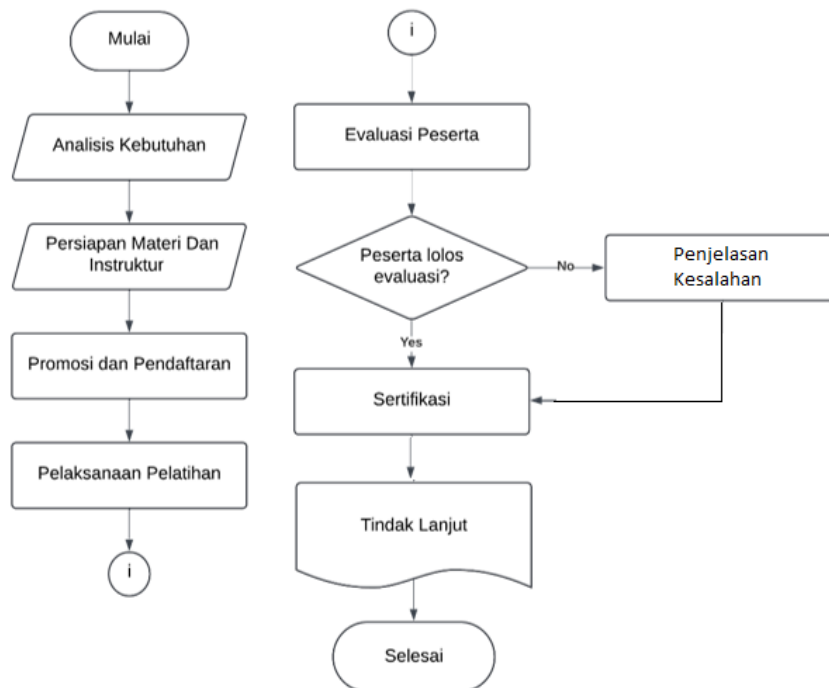 Mulai
Analisis Kebutuhan
Persiapan Materi Dan
Instruktur
Promosi dan Pendaftaran
Pelaksanaan Pelatihan
i
i
Evaluasi Peserta
Peserta lolos
evaluasi?
No
Penjelasan
Kesalahan
Yes
Sertifikasi
Tindak Lanjut
Selesai